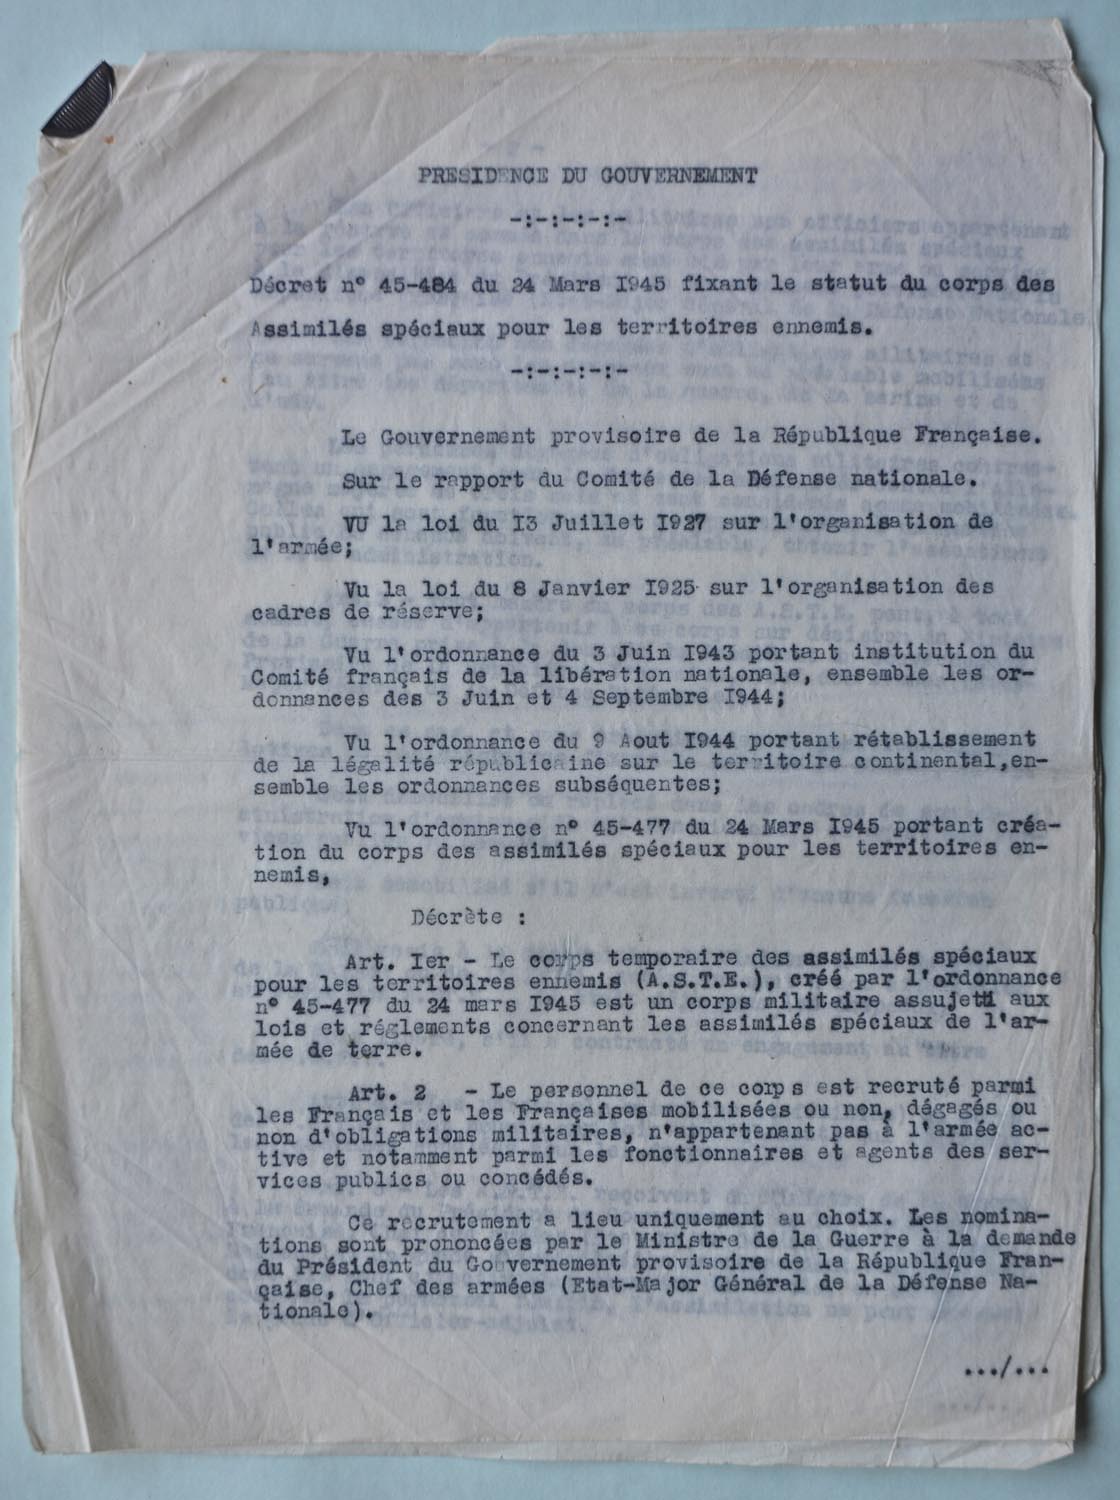 PRESIDENCE DU GOUVERNEMENT
-:-:-:-:-
Décret n° 45-484 du 24 Mars I945 fixant le statut du corps des
Assimilés spéciaux pour les territoires ennemis.
-:-:-:-:-
Le Gouvernement provisoire de la République Française.
Sur le rapport du Comité de la Défense nationale.
VU la loi du I3 Juillet I927 sur l'organisation de
l'armée;
Vu la loi du 8 Janvier I925 sur l'organisation des
cadres de réserve;
Vu l'ordonnance du 3 Juin I943 portant institution du
Comité français de la libération nationale, ensemble les or-
donnances des 3 Juin et 4 Septembre I944;
Vu l'ordonnance du 9 Aout I944 portant rétablissement
de la légalité républicaine sur le territoire continental,en-
semble les ordonnances subséquentes;
Vu l'ordonnance n° 45-477 du 24 Mars I945 portant créa-
tion du corps des assimilés spéciaux pour les territoires en-
nemis,
Décrète :
Art. Ier - Le corps temporaire des assimilés spéciaux
pour les territoires ennemis (A.S.T.E.), créé par l'ordonnance
n° 45-477 du 24 mars I945 est un corps militaire assujetti aux
lois et réglements concernant les assimilés spéciaux de l'ar-
mée de terre.
Art. 2 - Le personnel de ce corps est recruté parmi
les Français et les Françaises mobilisées ou non, dégagés ou
non d'obligations militaires, n'appartenant pas à l'armée ac-
tive et notamment parmi les fonctionnaires et agents des ser-
vices publics ou concédés.
Ce recrutement a lieu uniquement au choix. Les nomina-
tions sont prononcées par le Ministre de la Guerre à la demande
du Président du Gouvernement provisoire de la République Fran-
çaise, Chef des armées (Etat-Major Général de la Défense Na-
tionale).
.../...